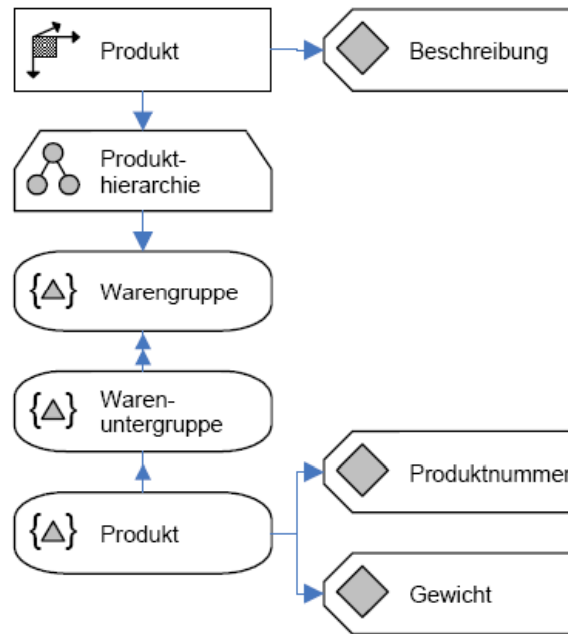 Produkt
Beschreibung
Produkt-
hierarchie
Warengruppe
Waren-
untergruppe
Produkt
Produktnummer
Gewicht